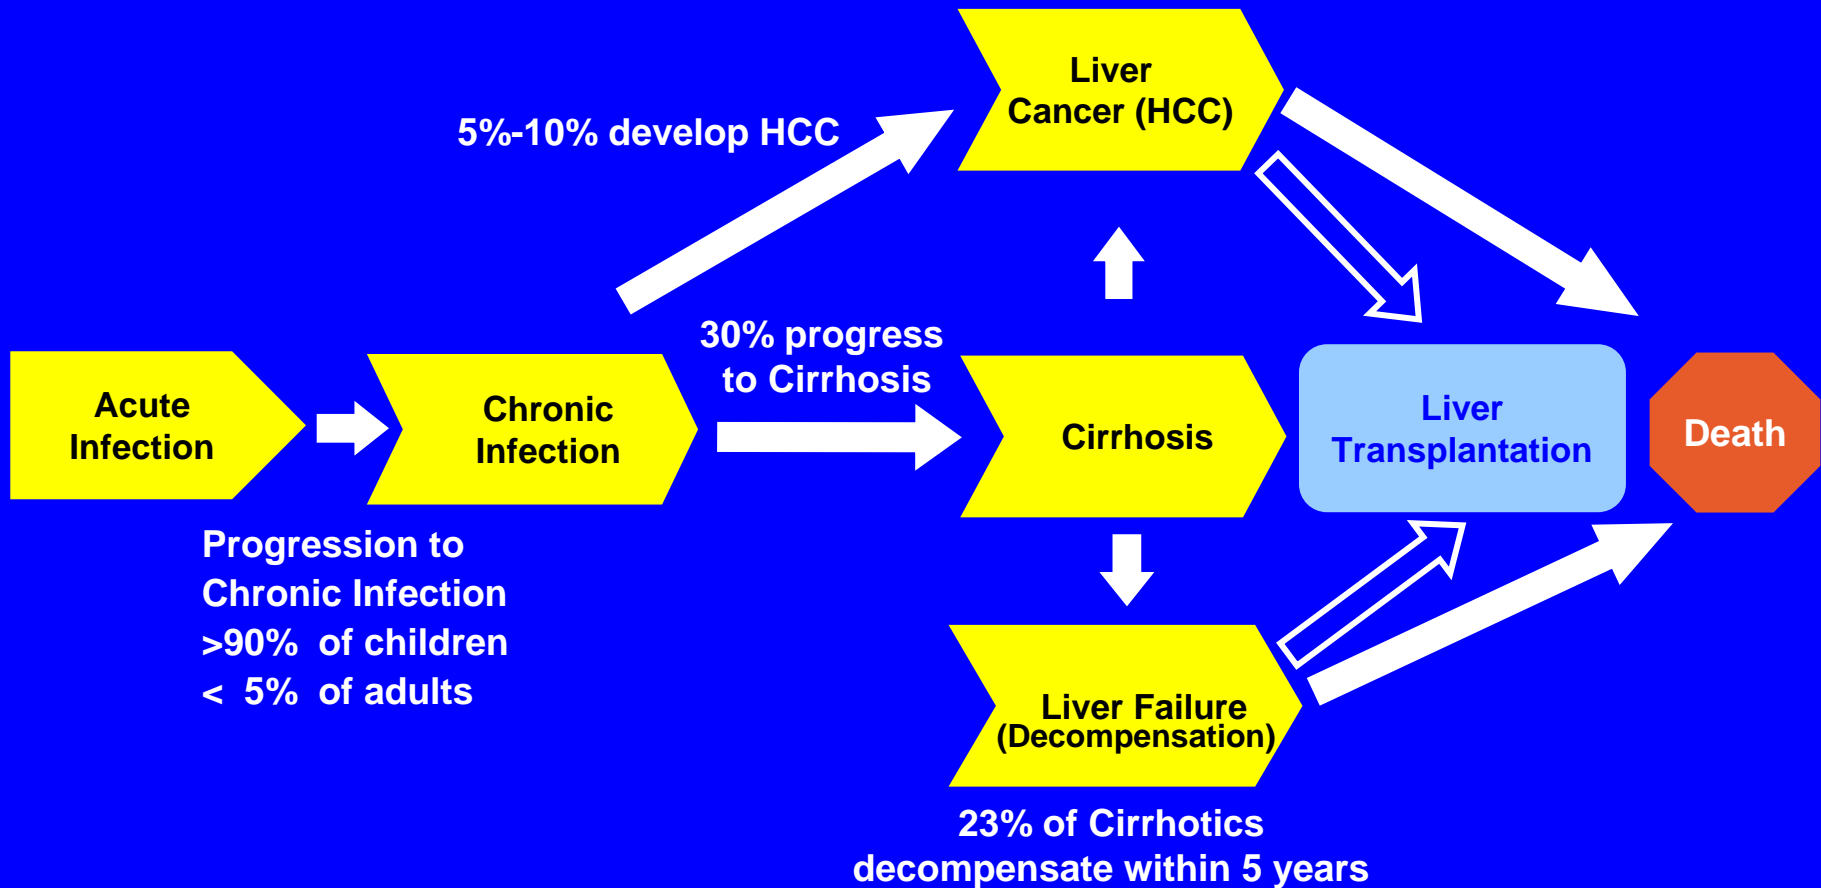 Liver
Cancer (HCC)
5%-10% develop HCC
30% progress
to Cirrhosis
Acute
Infection
Chronic
Infection
Cirrhosis
Liver
Transplantation
Death
Progression to
Chronic Infection
>90%  of children
<  5%  of adults
Liver Failure
(Decompensation)
23% of Cirrhotics
decompensate within 5 years